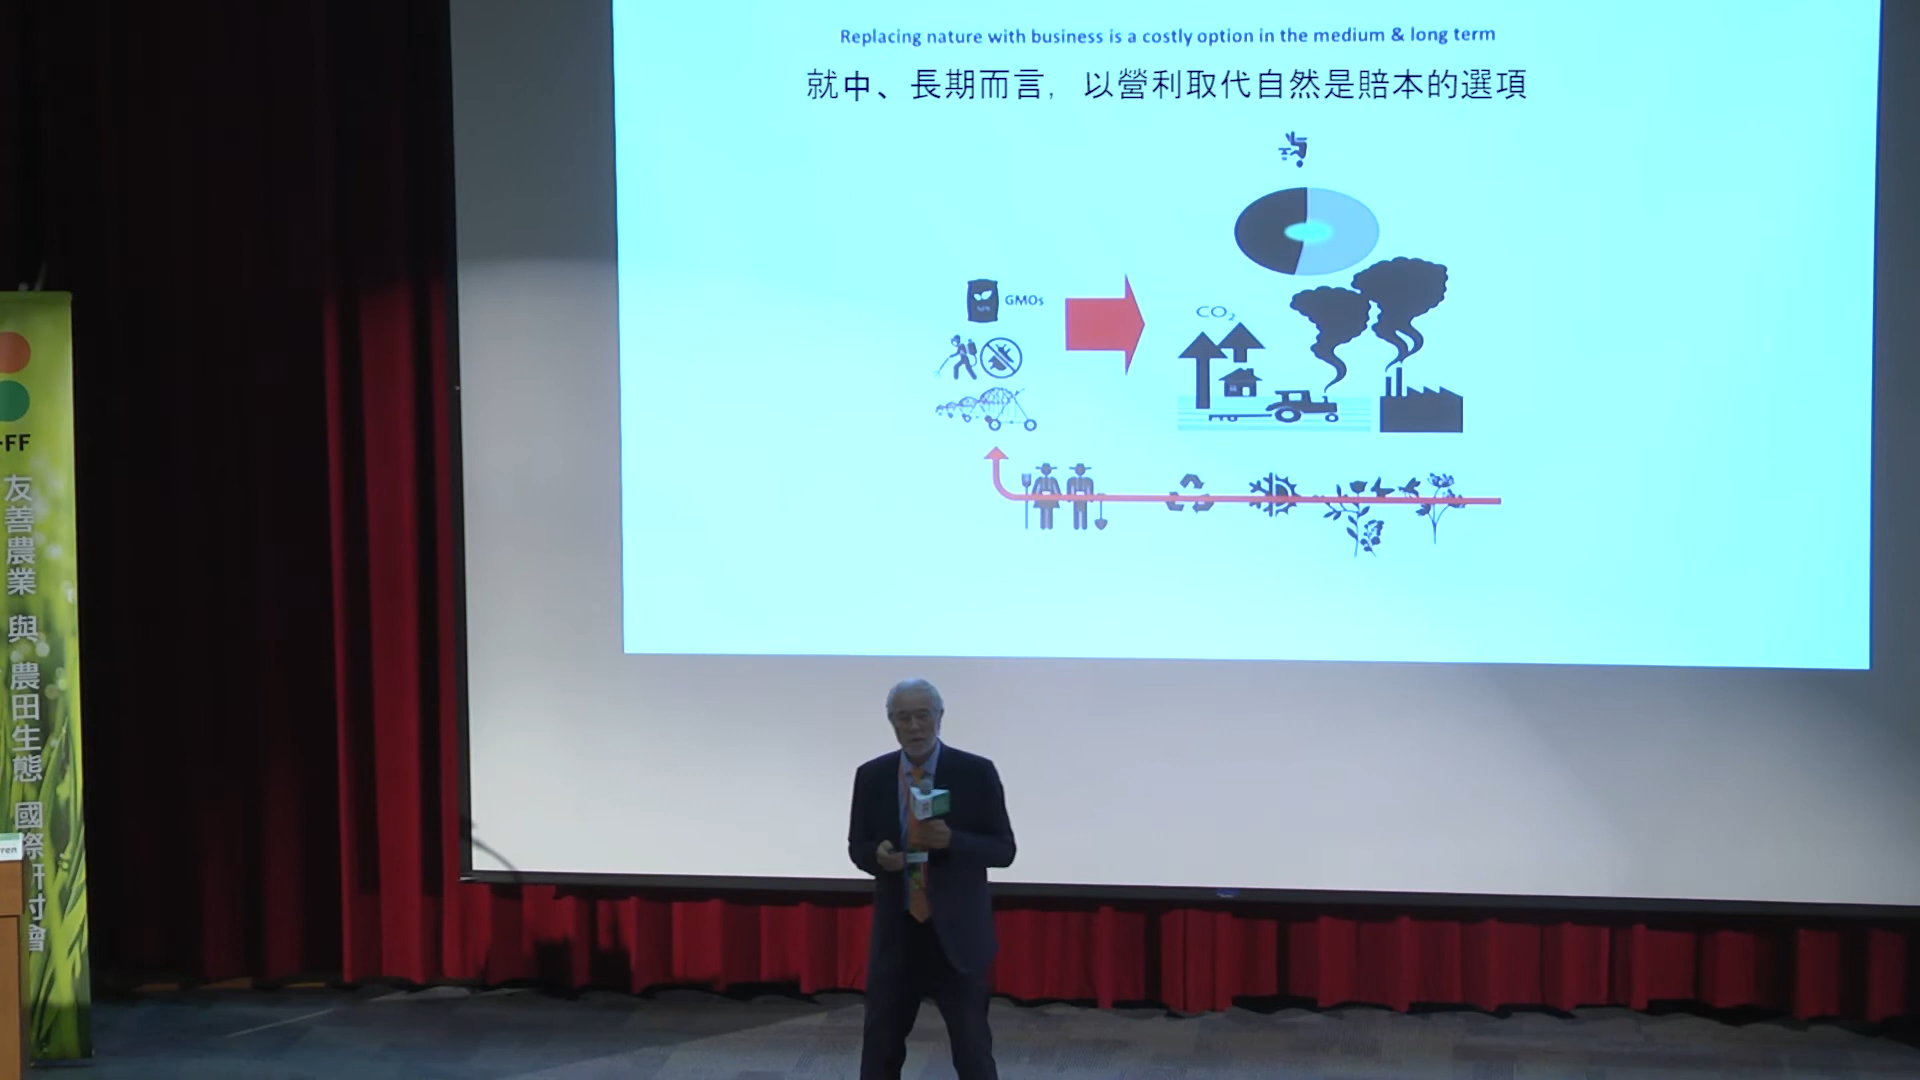 Replacing nature with business is a costly option in the medium & long term
就中、長期而言，以營利取代自然是賠本的選項
GMOs
CO₂
-FF
友善農業 與 農田生態 國際研討會
ren